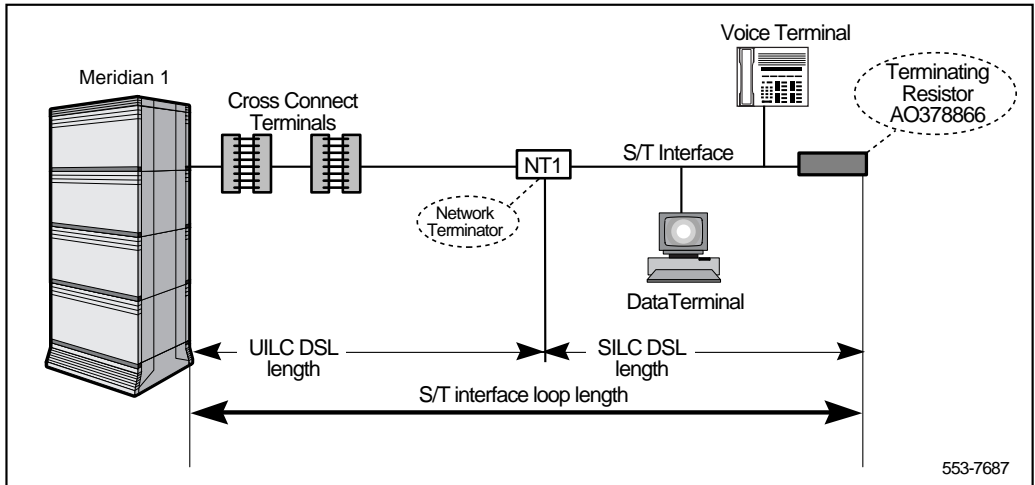 Voice Terminal
Meridian 1
Terminating
Resistor
AO378866
Cross Connect
Terminals
S/T Interface
NT1
Network
Terminator
DataTerminal
UILC DSL
length
SILC DSL
length
S/T interface loop length
553-7687